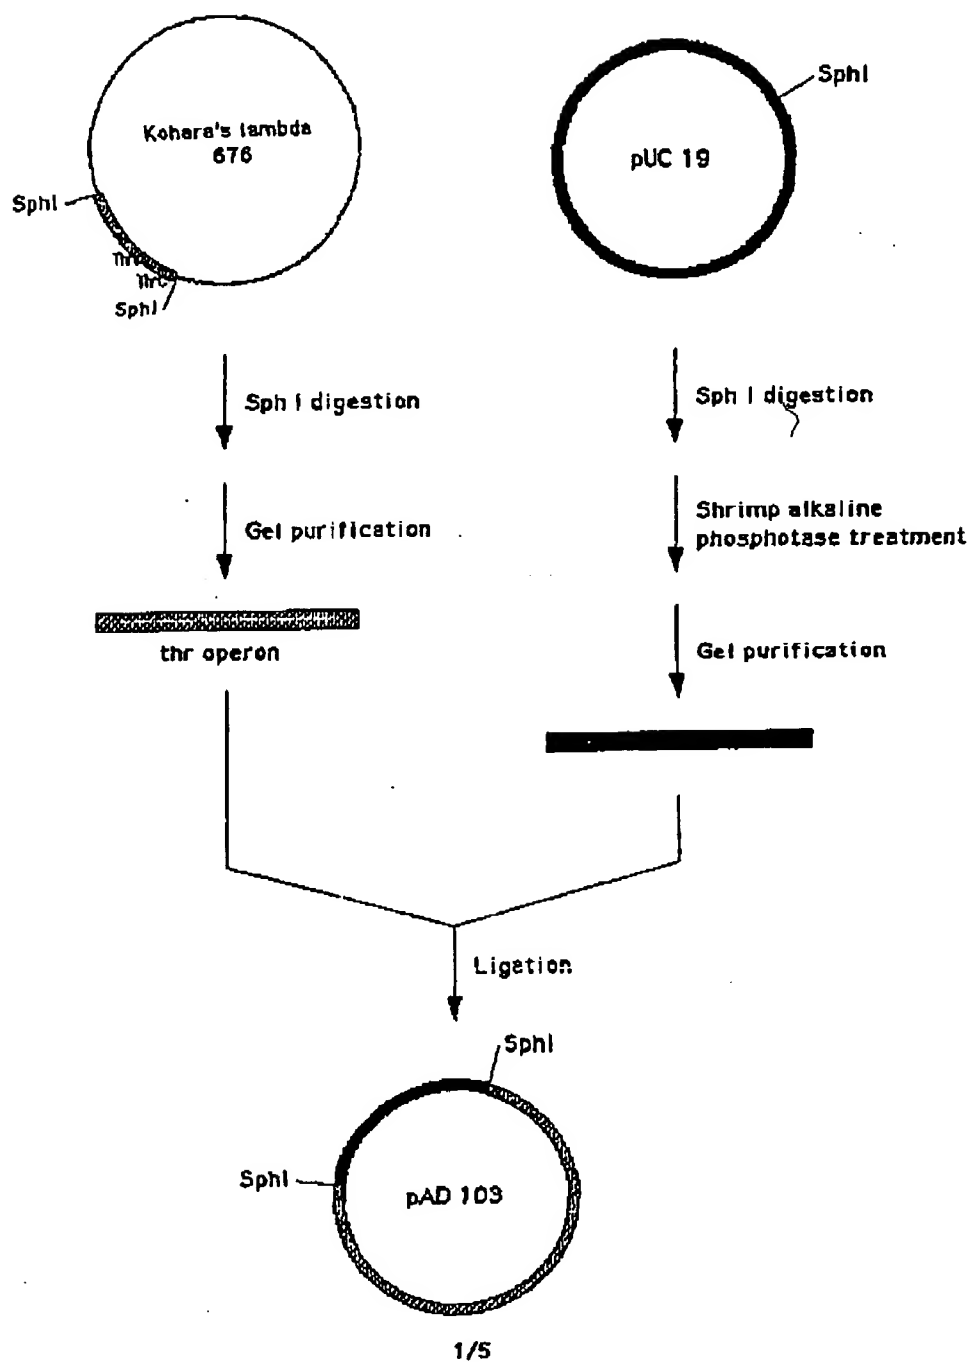 Kohara's lambda
676
SphI
ThrC
SphI
pUC 19
SphI
Sph I digestion
Gel purification
thr operon
Sph I digestion
Shrimp alkaline
phosphotase treatment
Gel purification
Ligation
SphI
SphI
pAD 103
1/5